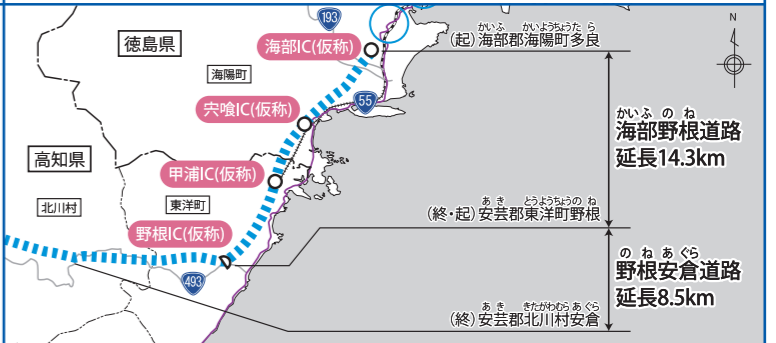 193
N
徳島県
海部IC(仮称)
かいふ かいようちょうたら
(起)海部郡海陽町多良
海陽町
55
宍喰IC(仮称)
かいふのね
海部野根道路
延長14.3km
高知県
甲浦IC(仮称)
北川村
東洋町
あき とうようちょうのね
(終・起)安芸郡東洋町野根
野根IC(仮称)
のねあぐら
野根安倉道路
延長8.5km
493
あき きたがわむらあぐら
(終)安芸郡北川村安倉